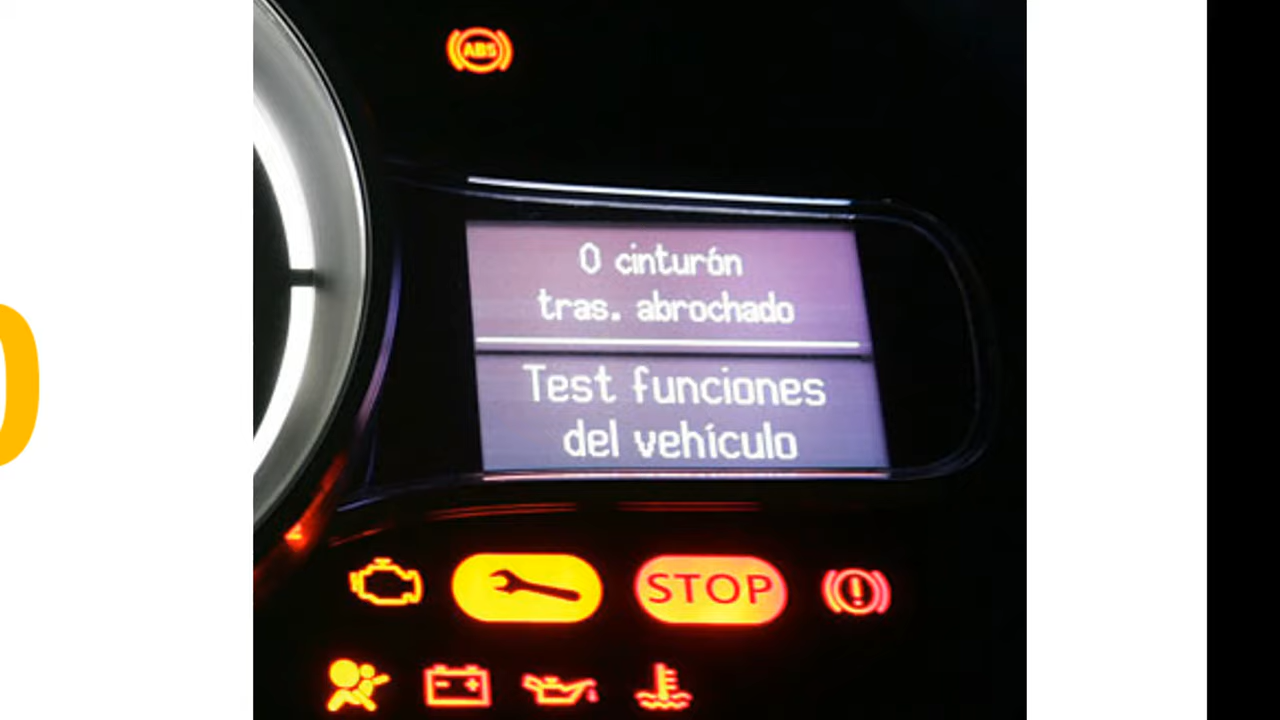 ABS
0 cinturón
tras. abrochado
Test funciones
del vehículo
STOP